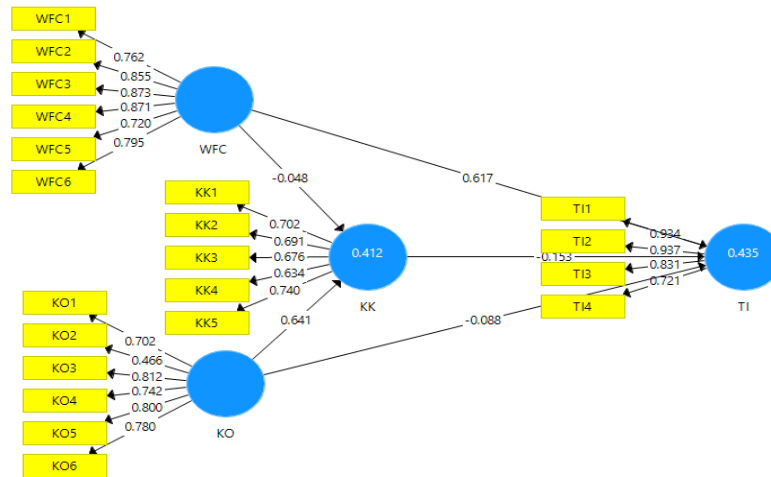 WFC1
WFC2
WFC3
WFC4
WFC5
WFC6
0.762
0.855
0.873
0.871
0.720
0.795
WFC
-0.048
0.617
KK1
KK2
KK3
KK4
KK5
0.702
0.691
0.676
0.634
0.740
0.412
KK
-0.153
TI1
TI2
TI3
TI4
0.934
0.937
0.831
0.721
0.435
TI
KO1
KO2
KO3
KO4
KO5
KO6
0.702
0.466
0.812
0.742
0.800
0.780
KO
0.641
-0.088